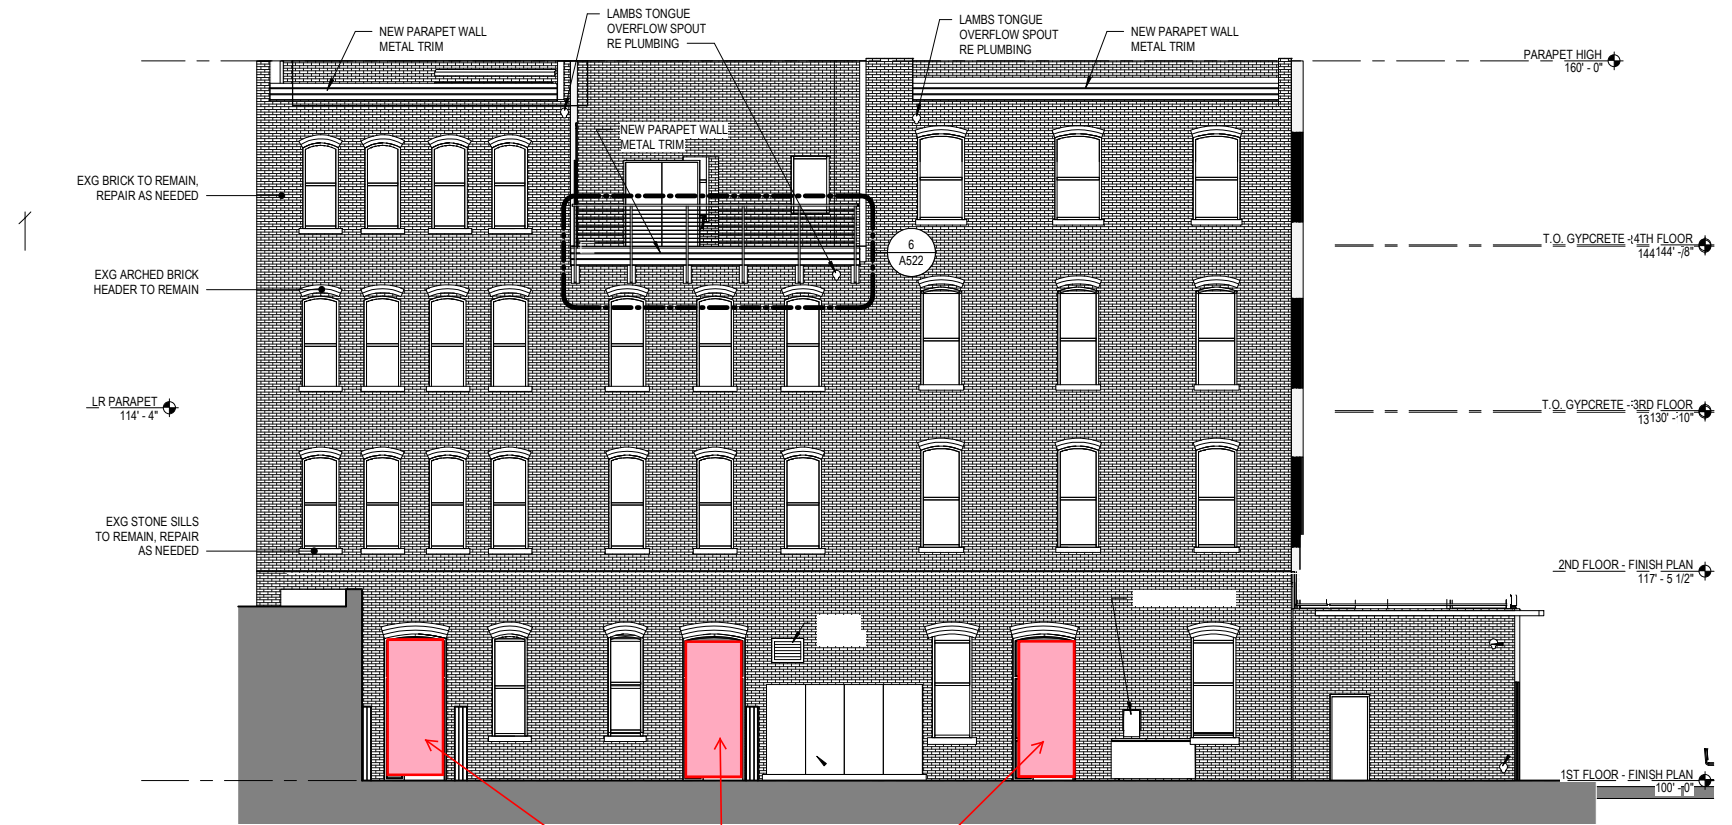 LAMBS TONGUE
OVERFLOW SPOUT
RE PLUMBING
NEW PARAPET WALL
METAL TRIM
LAMBS TONGUE
OVERFLOW SPOUT
RE PLUMBING
NEW PARAPET WALL
METAL TRIM
PARAPET HIGH
160' - 0"
NEW PARAPET WALL
METAL TRIM
EXG BRICK TO REMAIN,
REPAIR AS NEEDED
6
A522
T.O. GYPCRETE - 4TH FLOOR
EXG ARCHED BRICK
HEADER TO REMAIN
LR PARAPET
114' - 4"
T.O. GYPCRETE - 3RD FLOOR
EXG STONE SILLS
TO REMAIN, REPAIR
AS NEEDED
2ND FLOOR - FINISH PLAN
117' - 5 1/2"
1ST FLOOR - FINISH PLAN
100' - 0"